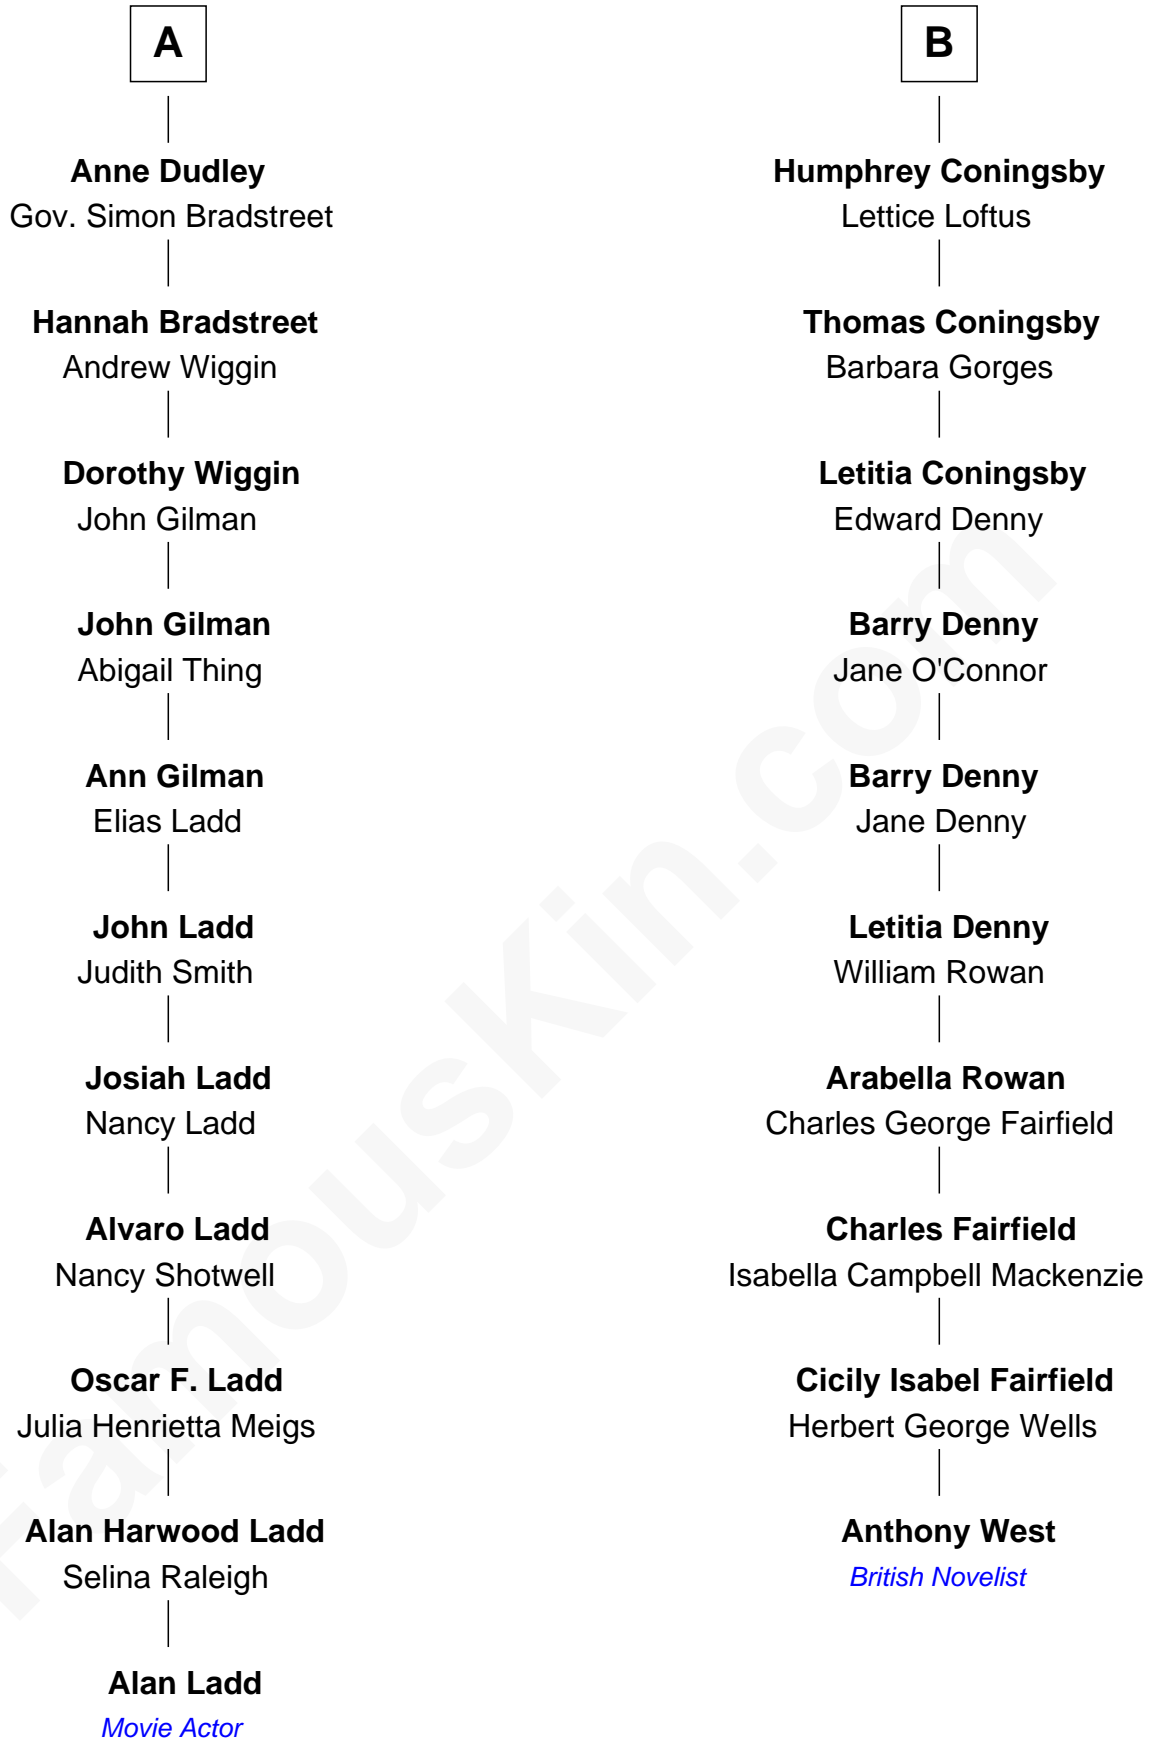 A
Anne Dudley
Gov. Simon Bradstreet
Hannah Bradstreet
Andrew Wiggin
Dorothy Wiggin
John Gilman
John Gilman
Abigail Thing
Ann Gilman
Elias Ladd
John Ladd
Judith Smith
Josiah Ladd
Nancy Ladd
Alvaro Ladd
Nancy Shotwell
Oscar F. Ladd
Julia Henrietta Meigs
Alan Harwood Ladd
Selina Raleigh
Alan Ladd
Movie Actor
B
Humphrey Coningsby
Lettice Loftus
Thomas Coningsby
Barbara Gorges
Letitia Coningsby
Edward Denny
Barry Denny
Jane O'Connor
Barry Denny
Jane Denny
Letitia Denny
William Rowan
Arabella Rowan
Charles George Fairfield
Charles Fairfield
Isabella Campbell Mackenzie
Cicily Isabel Fairfield
Herbert George Wells
Anthony West
British Novelist
FamousKin.com